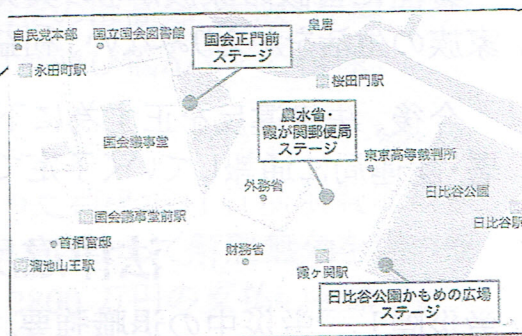 自民党本部
国立国会図書館
皇居
国会正門前
ステージ
永田町駅
桜田門駅
農水省・
霞が関郵便局
ステージ
国会議事堂
東京高等裁判所
外務省
日比谷公園
国会議事堂前駅
日比谷駅
首相官邸
財務省
溜池山王駅
霞ヶ関駅
日比谷公園かもめの広場
ステージ